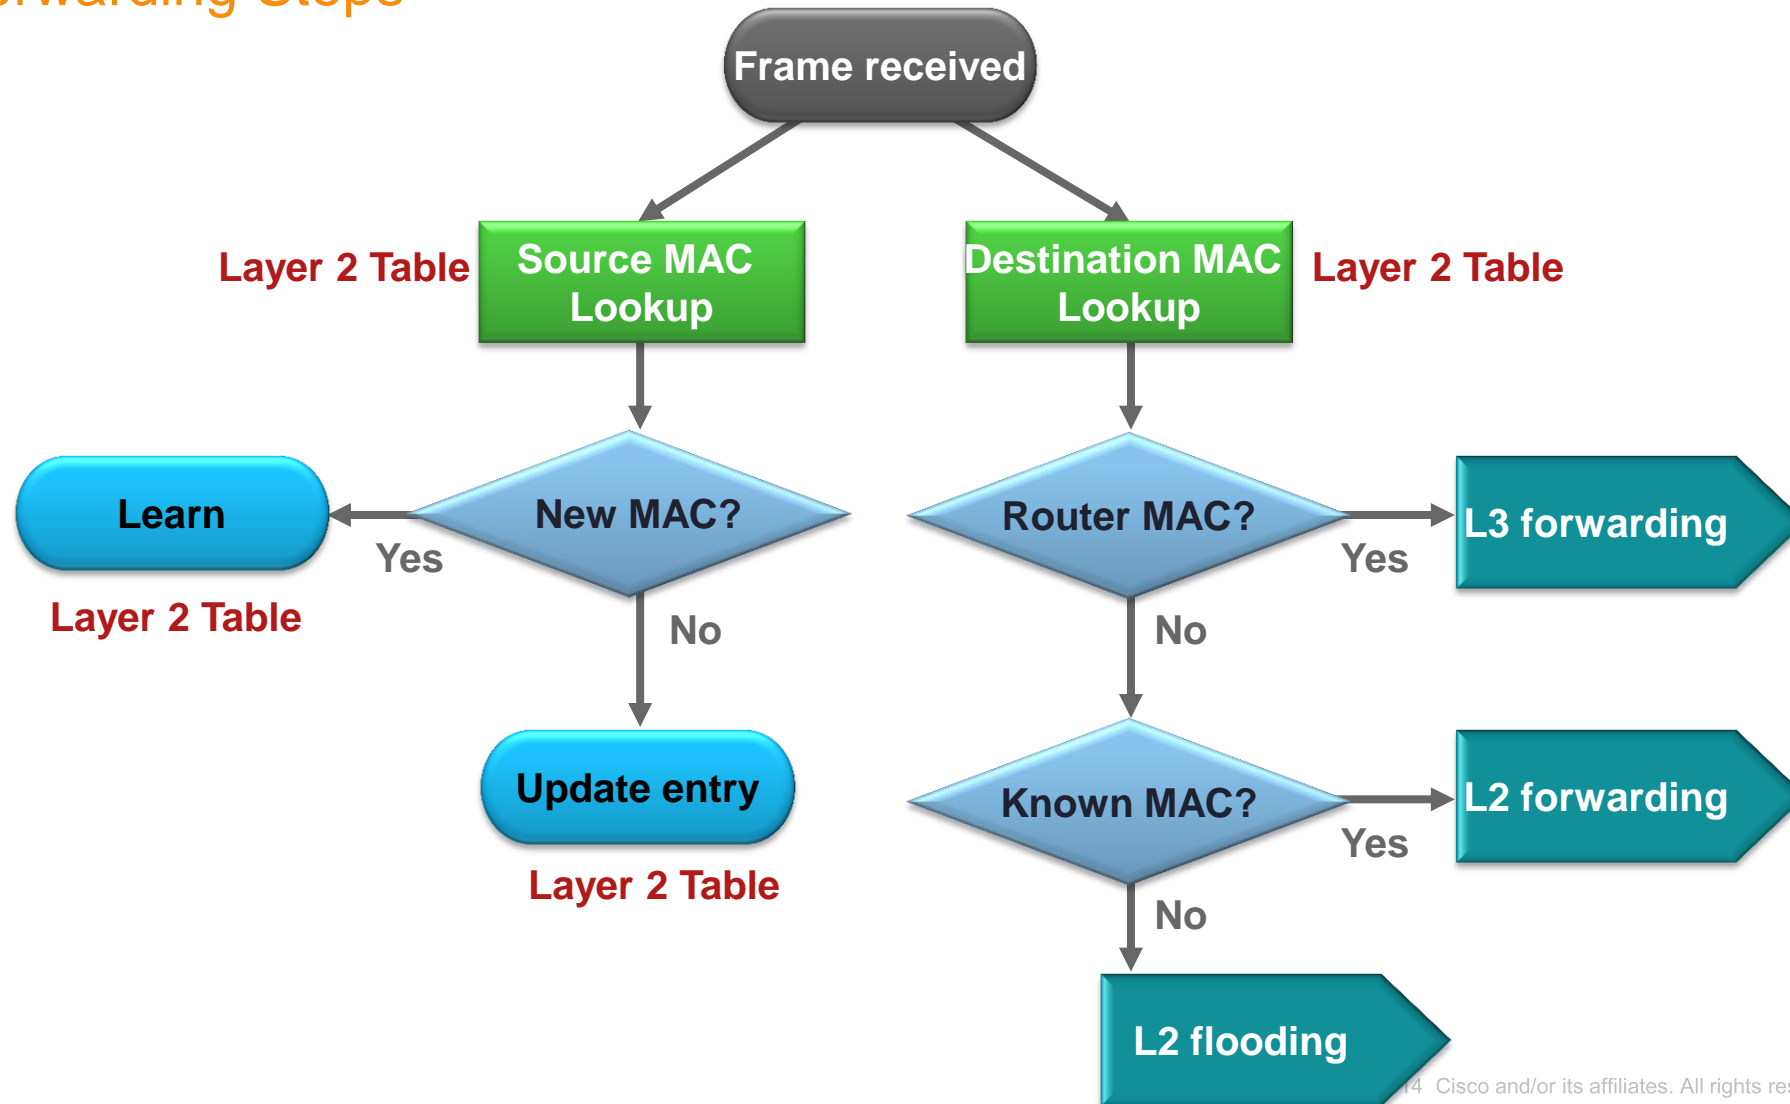 Steps
Frame received
Layer 2 Table
Source MAC
Lookup
Destination MAC
Lookup
Layer 2 Table
Learn
New MAC?
Yes
Router MAC?
Yes
L3 forwarding
Layer 2 Table
No
No
Update entry
Known MAC?
Yes
L2 forwarding
Layer 2 Table
No
L2 flooding
Cisco and/or its affiliates. All rights